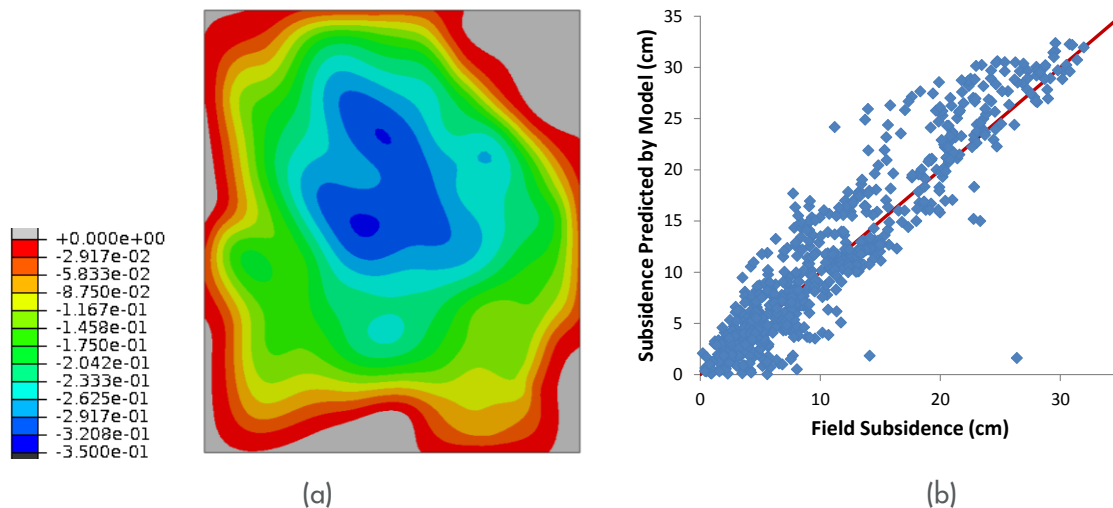 +0.000e+00
-2.917e-02
-5.833e-02
-8.750e-02
-1.167e-01
-1.458e-01
-1.750e-01
-2.042e-01
-2.333e-01
-2.625e-01
-2.917e-01
-3.208e-01
-3.500e-01
(a)
Subsidence Predicted by Model (cm)
35
30
25
20
15
10
5
0
0 10 20 30
Field Subsidence (cm)
(b)